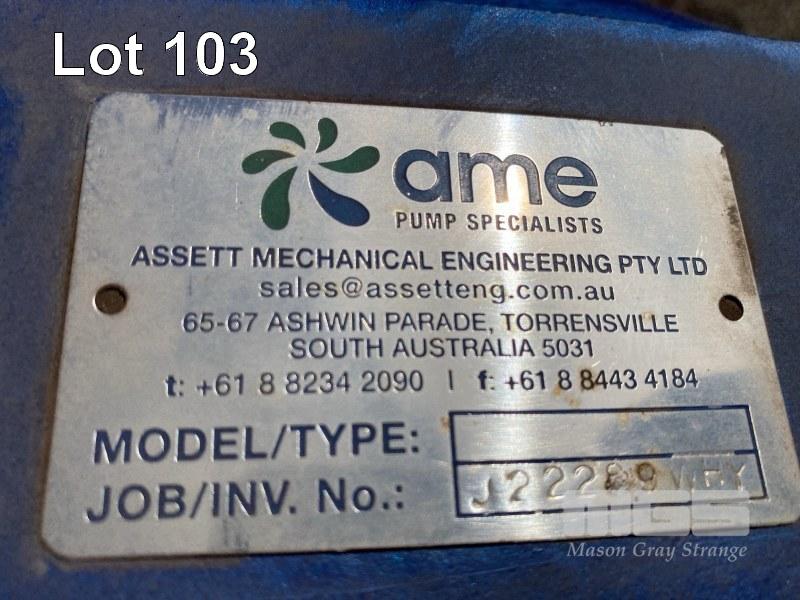 Lot 103
ame
PUMP SPECIALISTS
ASSETT MECHANICAL ENGINEERING PTY LTD
sales@assetteng.com.au
65-67 ASHWIN PARADE, TORRENSVILLE
SOUTH AUSTRALIA 5031
t: +61 8 8234 2090 | f: +61 8 8443 4184
MODEL/TYPE:
JOB/INV. No.: J22289WHY
MGS
Mason Gray Strange